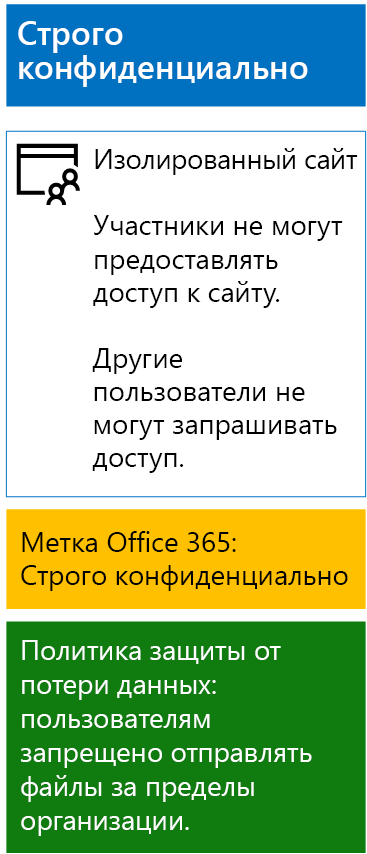 Строго
конфиденциально
Изолированный сайт
Участники не могут
предоставлять
доступ к сайту.
Другие
пользователи не
могут запрашивать
доступ.
Метка Office 365:
Строго конфиденциально
Политика защиты от
потери данных:
пользователям
запрещено отправлять
файлы за пределы
организации.